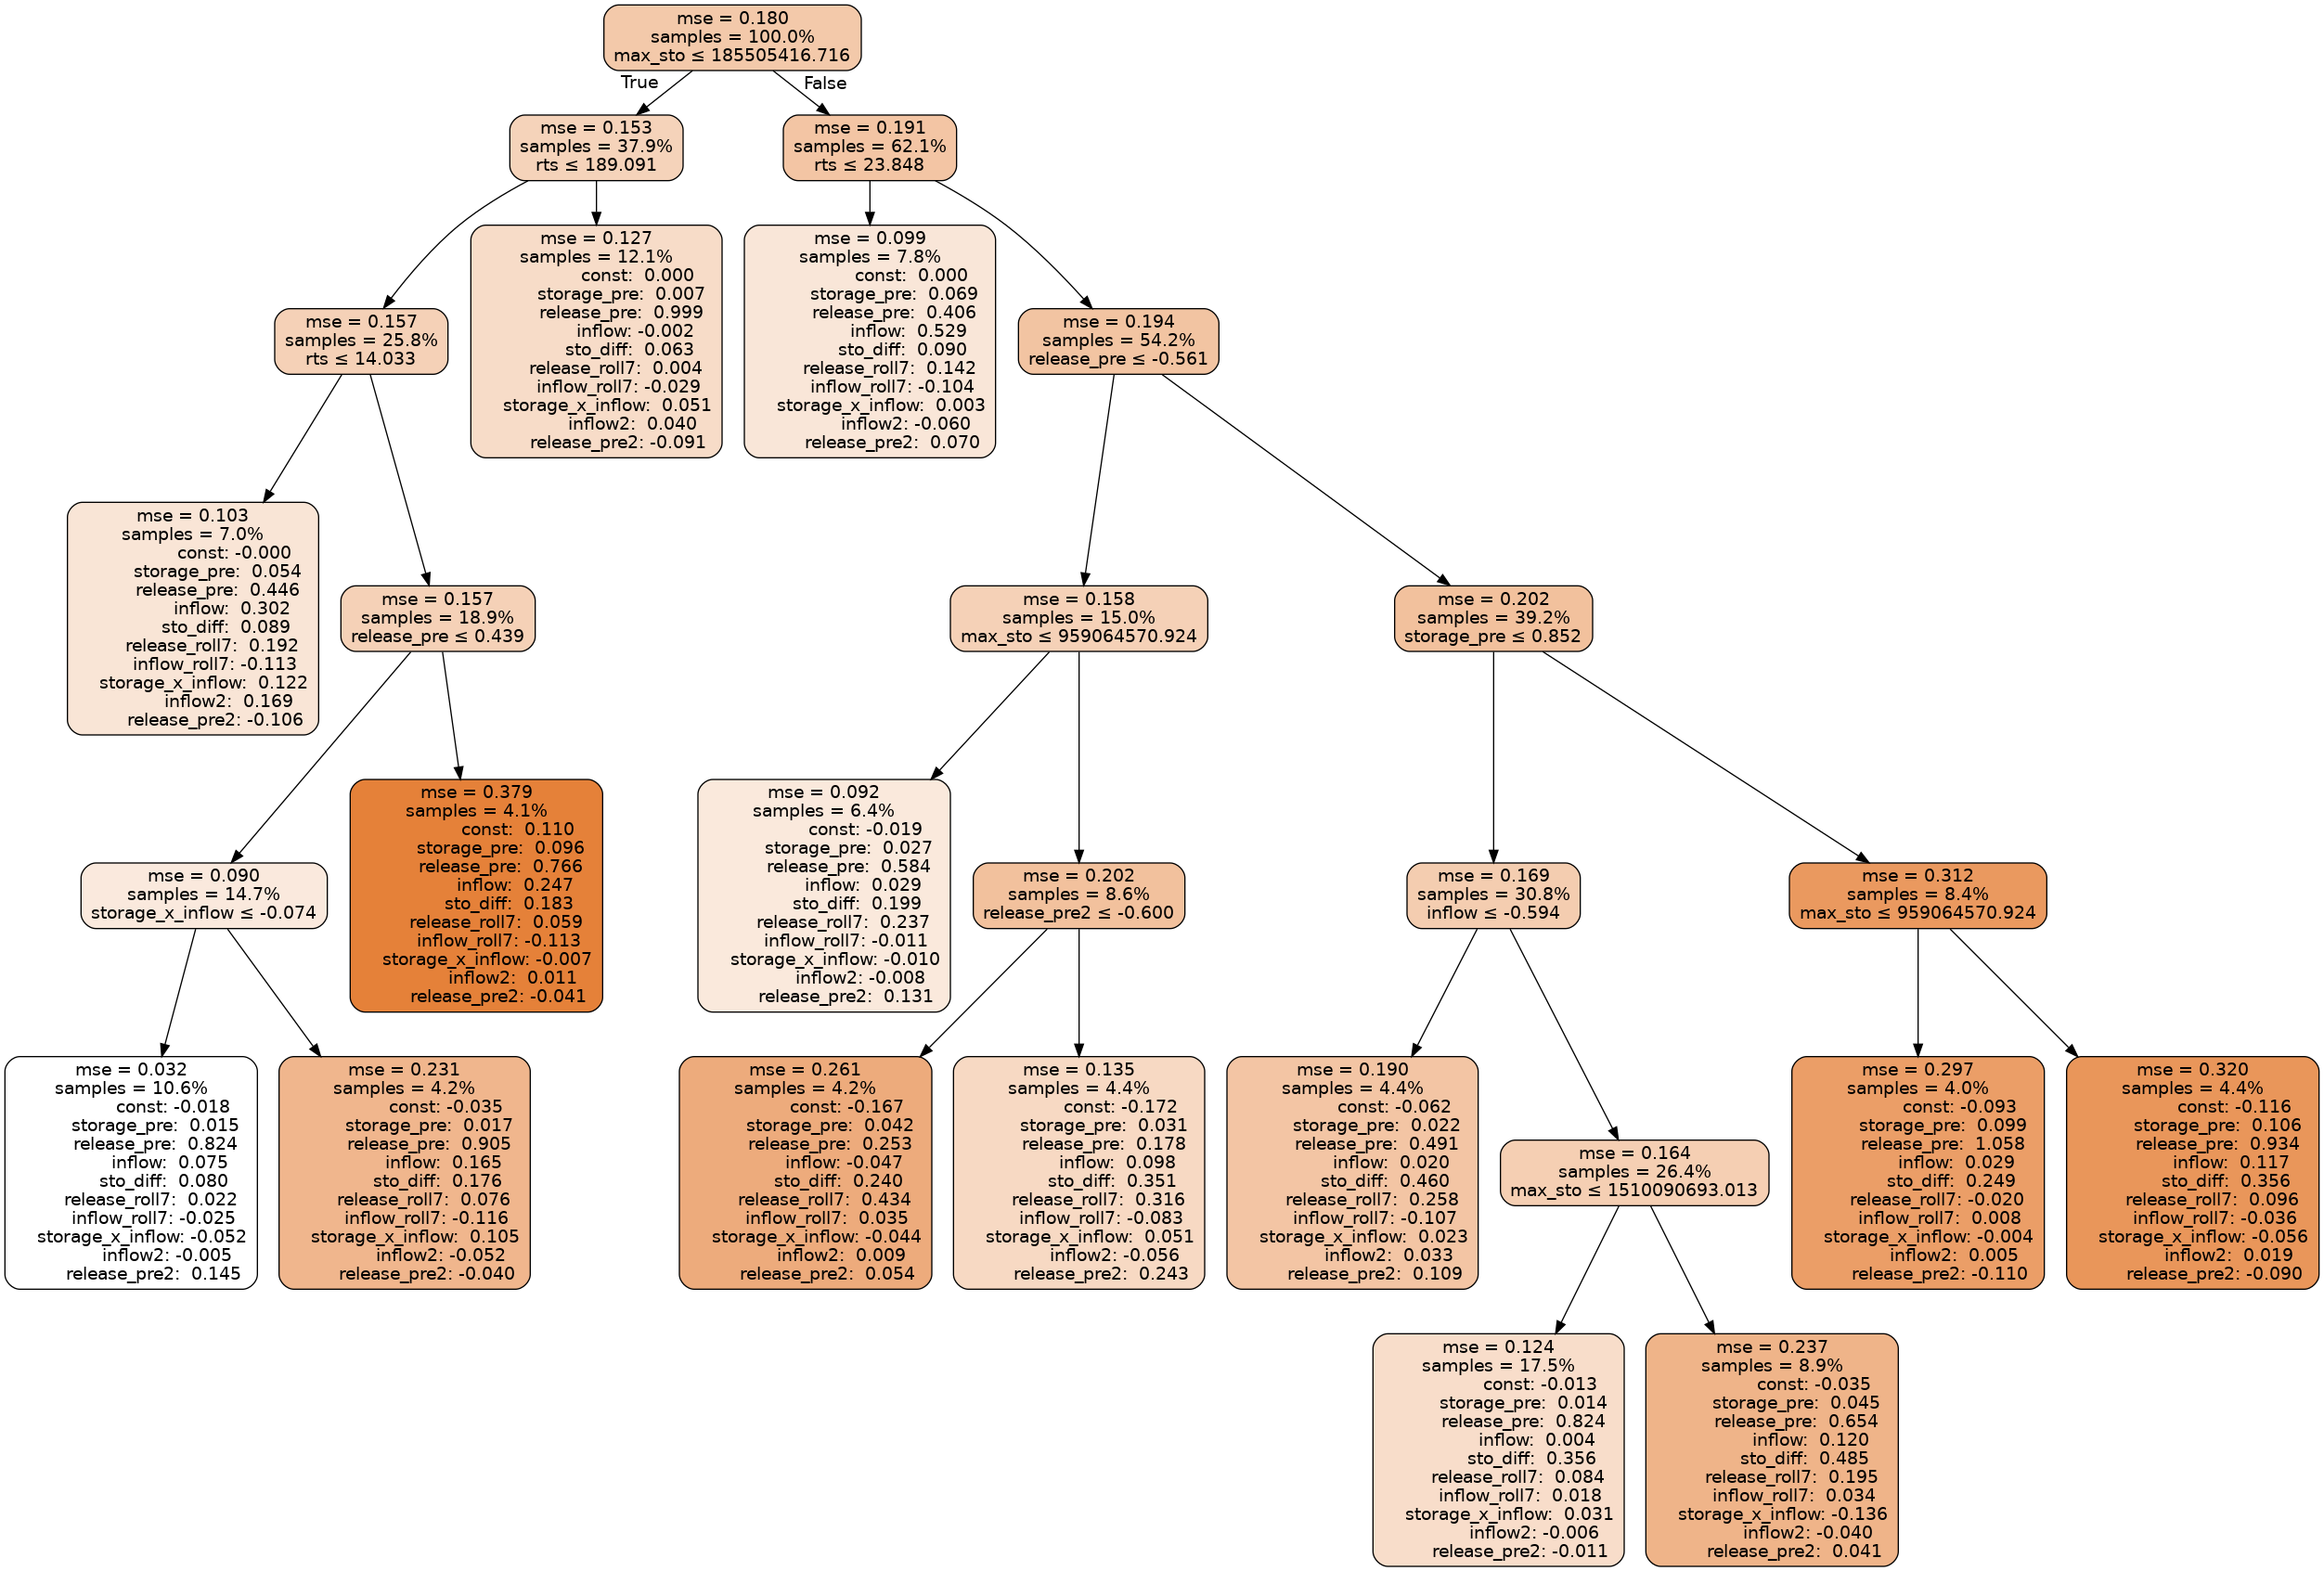 mse = 0.180
samples = 100.0%
max_sto ≤ 185505416.716
True
False
mse = 0.153
samples = 37.9%
rts ≤ 189.091
mse = 0.191
samples = 62.1%
rts ≤ 23.848
mse = 0.127
samples = 12.1%
const: 0.000
storage_pre: 0.007
release_pre: 0.999
inflow: -0.002
sto_diff: 0.063
release_roll7: 0.004
inflow_roll7: -0.029
storage_x_inflow: 0.051
inflow2: 0.040
release_pre2: -0.091
mse = 0.099
samples = 7.8%
const: 0.000
storage_pre: 0.069
release_pre: 0.406
inflow: 0.529
sto_diff: 0.090
release_roll7: 0.142
inflow_roll7: -0.104
storage_x_inflow: 0.003
inflow2: -0.060
release_pre2: 0.070
mse = 0.157
samples = 25.8%
rts ≤ 14.033
mse = 0.194
samples = 54.2%
release_pre ≤ -0.561
mse = 0.103
samples = 7.0%
const: -0.000
storage_pre: 0.054
release_pre: 0.446
inflow: 0.302
sto_diff: 0.089
release_roll7: 0.192
inflow_roll7: -0.113
storage_x_inflow: 0.122
inflow2: 0.169
release_pre2: -0.106
mse = 0.157
samples = 18.9%
release_pre ≤ 0.439
mse = 0.158
samples = 15.0%
max_sto ≤ 959064570.924
mse = 0.202
samples = 39.2%
storage_pre ≤ 0.852
mse = 0.090
samples = 14.7%
storage_x_inflow ≤ -0.074
mse = 0.379
samples = 4.1%
const: 0.110
storage_pre: 0.096
release_pre: 0.766
inflow: 0.247
sto_diff: 0.183
release_roll7: 0.059
inflow_roll7: -0.113
storage_x_inflow: -0.007
inflow2: 0.011
release_pre2: -0.041
mse = 0.092
samples = 6.4%
const: -0.019
storage_pre: 0.027
release_pre: 0.584
inflow: 0.029
sto_diff: 0.199
release_roll7: 0.237
inflow_roll7: -0.011
storage_x_inflow: -0.010
inflow2: -0.008
release_pre2: 0.131
mse = 0.202
samples = 8.6%
release_pre2 ≤ -0.600
mse = 0.169
samples = 30.8%
inflow ≤ -0.594
mse = 0.312
samples = 8.4%
max_sto ≤ 959064570.924
mse = 0.032
samples = 10.6%
const: -0.018
storage_pre: 0.015
release_pre: 0.824
inflow: 0.075
sto_diff: 0.080
release_roll7: 0.022
inflow_roll7: -0.025
storage_x_inflow: -0.052
inflow2: -0.005
release_pre2: 0.145
mse = 0.231
samples = 4.2%
const: -0.035
storage_pre: 0.017
release_pre: 0.905
inflow: 0.165
sto_diff: 0.176
release_roll7: 0.076
inflow_roll7: -0.116
storage_x_inflow: 0.105
inflow2: -0.052
release_pre2: -0.040
mse = 0.261
samples = 4.2%
const: -0.167
storage_pre: 0.042
release_pre: 0.253
inflow: -0.047
sto_diff: 0.240
release_roll7: 0.434
inflow_roll7: 0.035
storage_x_inflow: -0.044
inflow2: 0.009
release_pre2: 0.054
mse = 0.135
samples = 4.4%
const: -0.172
storage_pre: 0.031
release_pre: 0.178
inflow: 0.098
sto_diff: 0.351
release_roll7: 0.316
inflow_roll7: -0.083
storage_x_inflow: 0.051
inflow2: -0.056
release_pre2: 0.243
mse = 0.190
samples = 4.4%
const: -0.062
storage_pre: 0.022
release_pre: 0.491
inflow: 0.020
sto_diff: 0.460
release_roll7: 0.258
inflow_roll7: -0.107
storage_x_inflow: 0.023
inflow2: 0.033
release_pre2: 0.109
mse = 0.164
samples = 26.4%
max_sto ≤ 1510090693.013
mse = 0.297
samples = 4.0%
const: -0.093
storage_pre: 0.099
release_pre: 1.058
inflow: 0.029
sto_diff: 0.249
release_roll7: -0.020
inflow_roll7: 0.008
storage_x_inflow: -0.004
inflow2: 0.005
release_pre2: -0.110
mse = 0.320
samples = 4.4%
const: -0.116
storage_pre: 0.106
release_pre: 0.934
inflow: 0.117
sto_diff: 0.356
release_roll7: 0.096
inflow_roll7: -0.036
storage_x_inflow: -0.056
inflow2: 0.019
release_pre2: -0.090
mse = 0.124
samples = 17.5%
const: -0.013
storage_pre: 0.014
release_pre: 0.824
inflow: 0.004
sto_diff: 0.356
release_roll7: 0.084
inflow_roll7: 0.018
storage_x_inflow: 0.031
inflow2: -0.006
release_pre2: -0.011
mse = 0.237
samples = 8.9%
const: -0.035
storage_pre: 0.045
release_pre: 0.654
inflow: 0.120
sto_diff: 0.485
release_roll7: 0.195
inflow_roll7: 0.034
storage_x_inflow: -0.136
inflow2: -0.040
release_pre2: 0.041